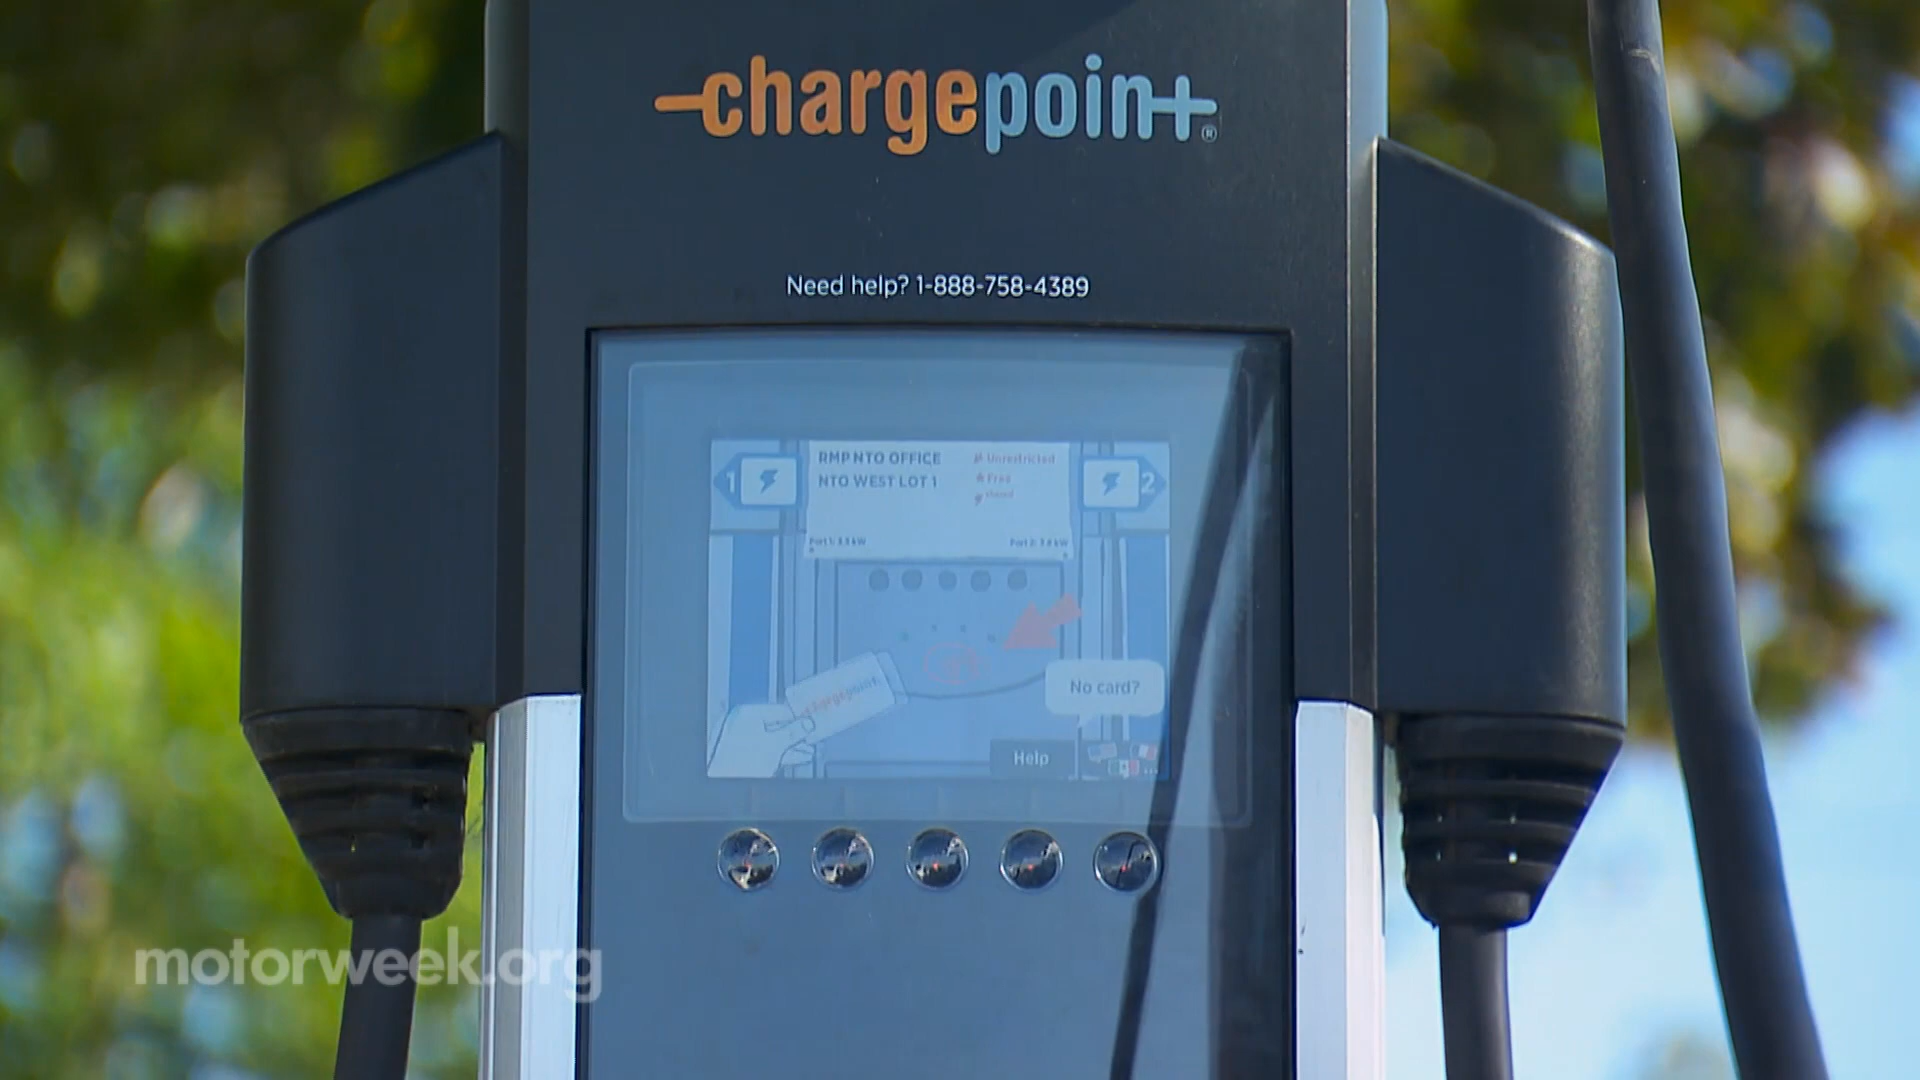 chargepoint®
Need help? 1-888-758-4389
1
RMP NTO OFFICE
NTO WEST LOT 1
Unrestricted
Free
2
chargepoint
No card?
Help
motorweek.org